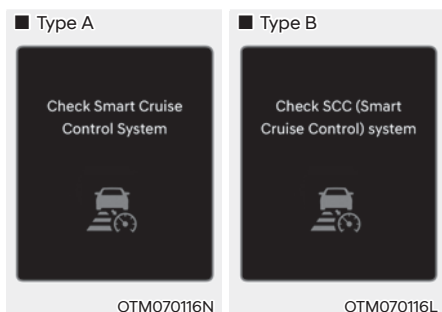 ■ Type A
Check Smart Cruise
Control System
OTM070116N
■ Type B
Check SCC (Smart
Cruise Control) system
OTM070116L